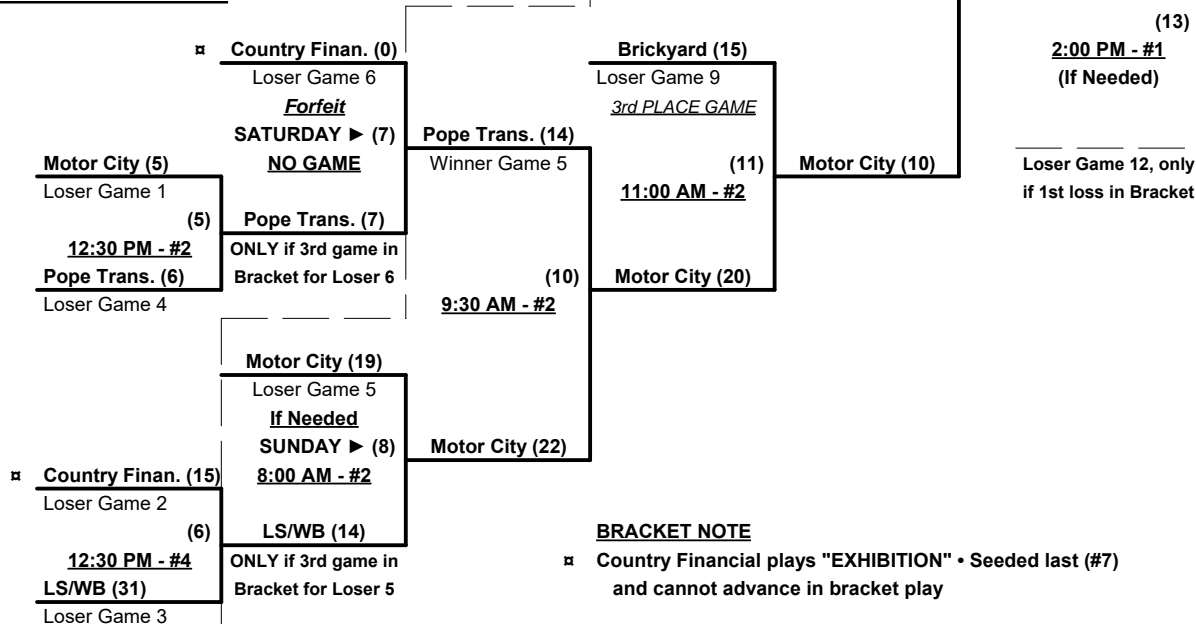 (13)
¤ Country Finan. (0)
Brickyard (15)
2:00 PM - #1
Loser Game 6
Loser Game 9
(If Needed)
Forfeit
3rd PLACE GAME
SATURDAY ► (7)
Pope Trans. (14)
Motor City (5)
NO GAME
Winner Game 5
(11)
Motor City (10)
Loser Game 12, only
Loser Game 1
11:00 AM - #2
if 1st loss in Bracket
(5)
Pope Trans. (7)
12:30 PM - #2
ONLY if 3rd game in
Pope Trans. (6)
Bracket for Loser 6
(10)
Motor City (20)
Loser Game 4
9:30 AM - #2
Motor City (19)
Loser Game 5
If Needed
SUNDAY ► (8)
Motor City (22)
¤ Country Finan. (15)
8:00 AM - #2
Loser Game 2
(6)
LS/WB (14)
BRACKET NOTE
12:30 PM - #4
ONLY if 3rd game in
¤ Country Financial plays "EXHIBITION" • Seeded last (#7)
LS/WB (31)
Bracket for Loser 5
and cannot advance in bracket play
Loser Game 3